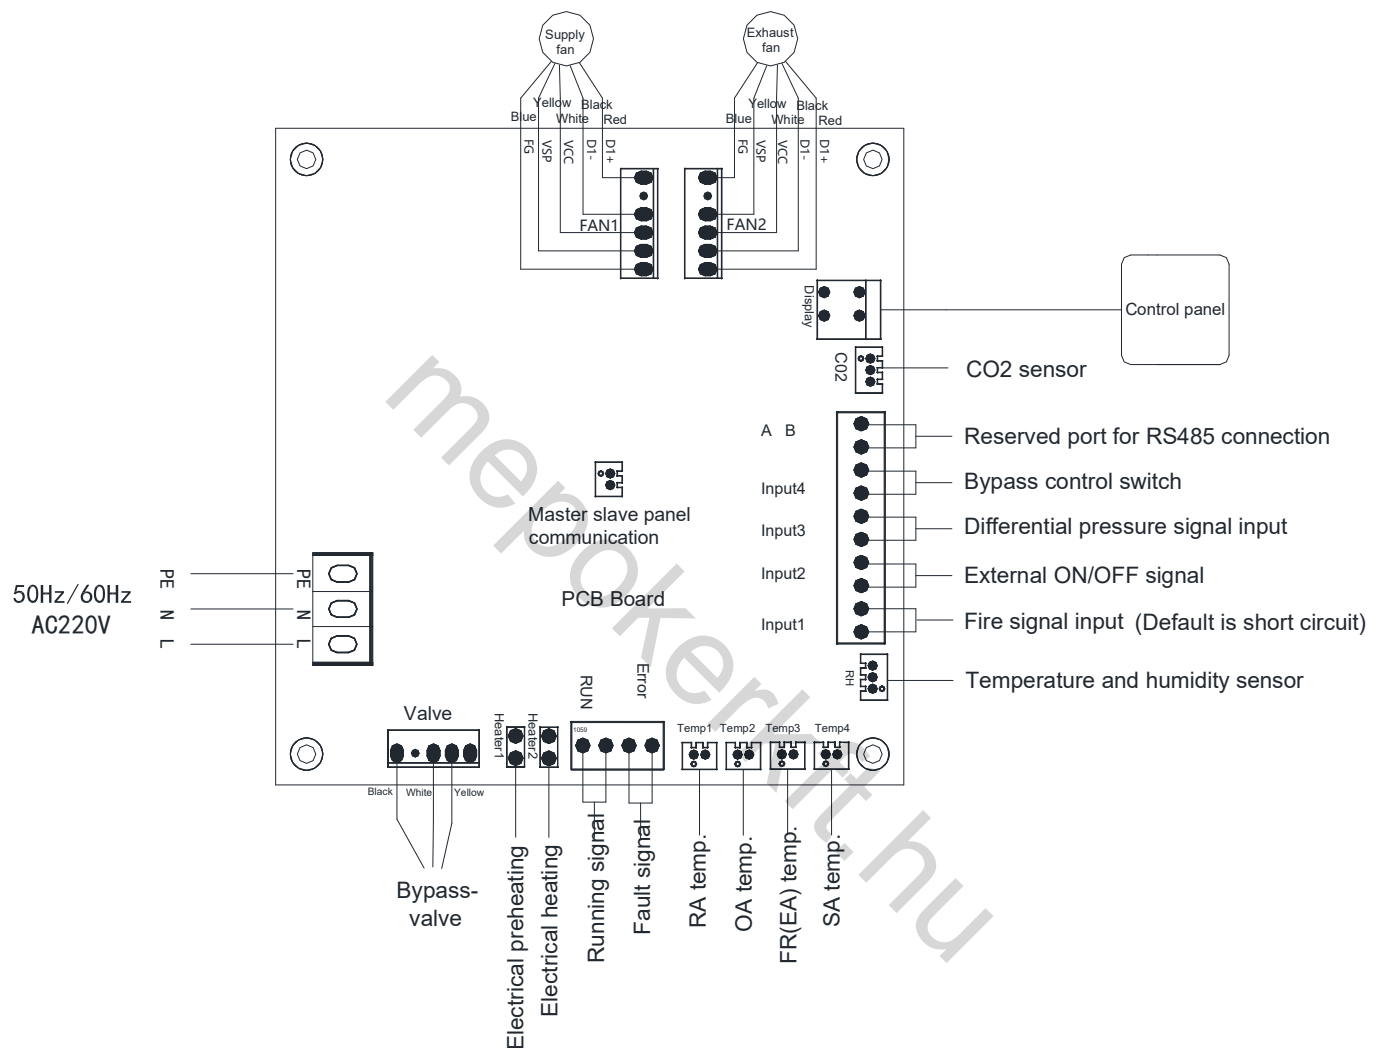 Supply
fan
Exhaust
fan
Blue
Yellow
White
Black
Red
Blue
Yellow
White
Black
Red
FG
VSP
VCC
D1-
D1+
FG
VSP
VCC
D1-
D1+
FAN1
FAN2
Display
Control panel
C02
CO2 sensor
A B
Reserved port for RS485 connection
Input4
Bypass control switch
Input3
Differential pressure signal input
Input2
External ON/OFF signal
Input1
Fire signal input (Default is short circuit)
RH
Temperature and humidity sensor
Master slave panel
communication
PCB Board
50Hz/60Hz
AC220V
PE
N
L
PE
N
L
Valve
Black
White
Yellow
Bypass-
valve
Heater1
Heater2
RUN
Error
1059
Temp1
Temp2
Temp3
Temp4
Electrical preheating
Electrical heating
Running signal
Fault signal
RA temp.
OA temp.
FR(EA) temp.
SA temp.
mepokerkft.hu